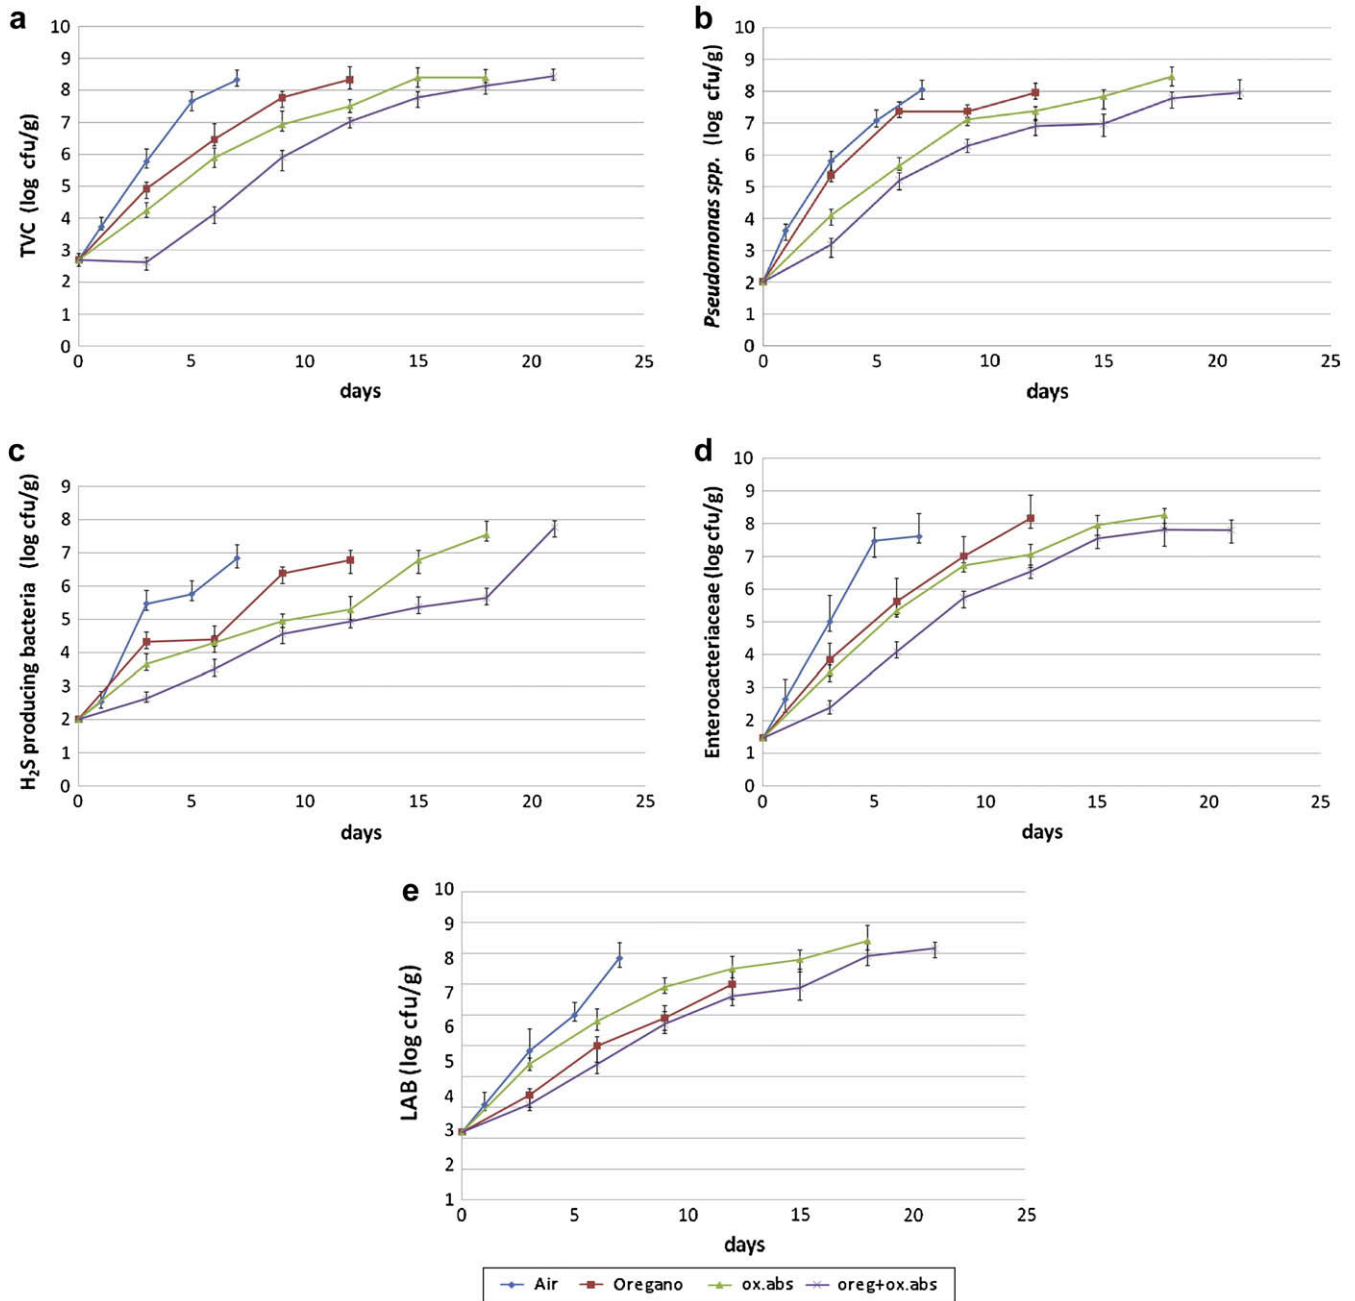 a
TVC (log cfu/g)
10
9
8
7
6
5
4
3
2
1
0
0 5 10 15 20 25
days
b
Pseudomonas spp. (log cfu/g)
10
9
8
7
6
5
4
3
2
1
0
0 5 10 15 20 25
days
c
H₂S producing bacteria (log cfu/g)
9
8
7
6
5
4
3
2
1
0
0 5 10 15 20 25
days
d
Enterocacteriaceae (log cfu/g)
10
9
8
7
6
5
4
3
2
1
0
0 5 10 15 20 25
days
e
LAB (log cfu/g)
10
9
8
7
6
5
4
3
2
1
0 5 10 15 20 25
days
Air Oregano ox.abs oreg+ox.abs